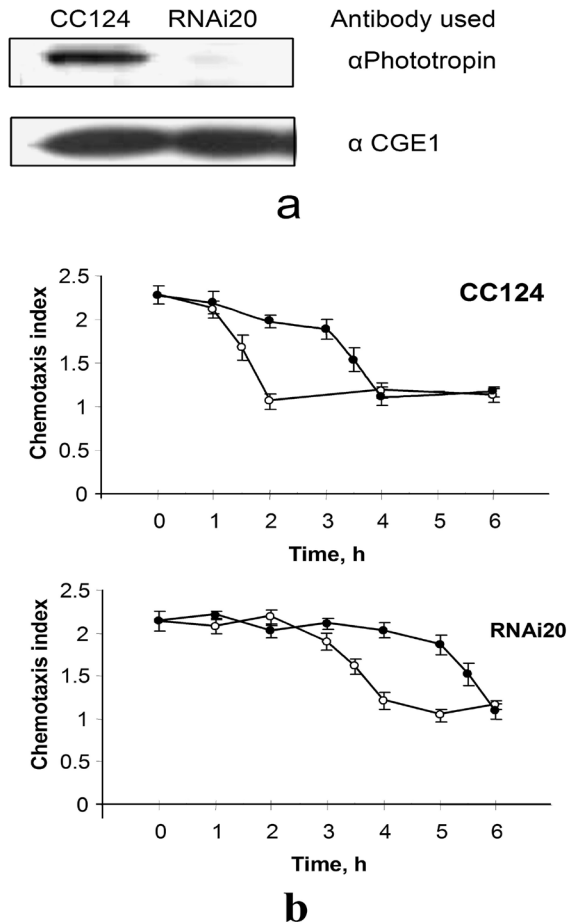 CC124 RNAi20 Antibody used
αPhototropin
α CGE1
a
2.5
2
1.5
1
0.5
0
Chemotaxis index
CC124
0 1 2 3 4 5 6
Time, h
2.5
2
1.5
1
0.5
0
Chemotaxis index
RNAi20
0 1 2 3 4 5 6
Time, h
b